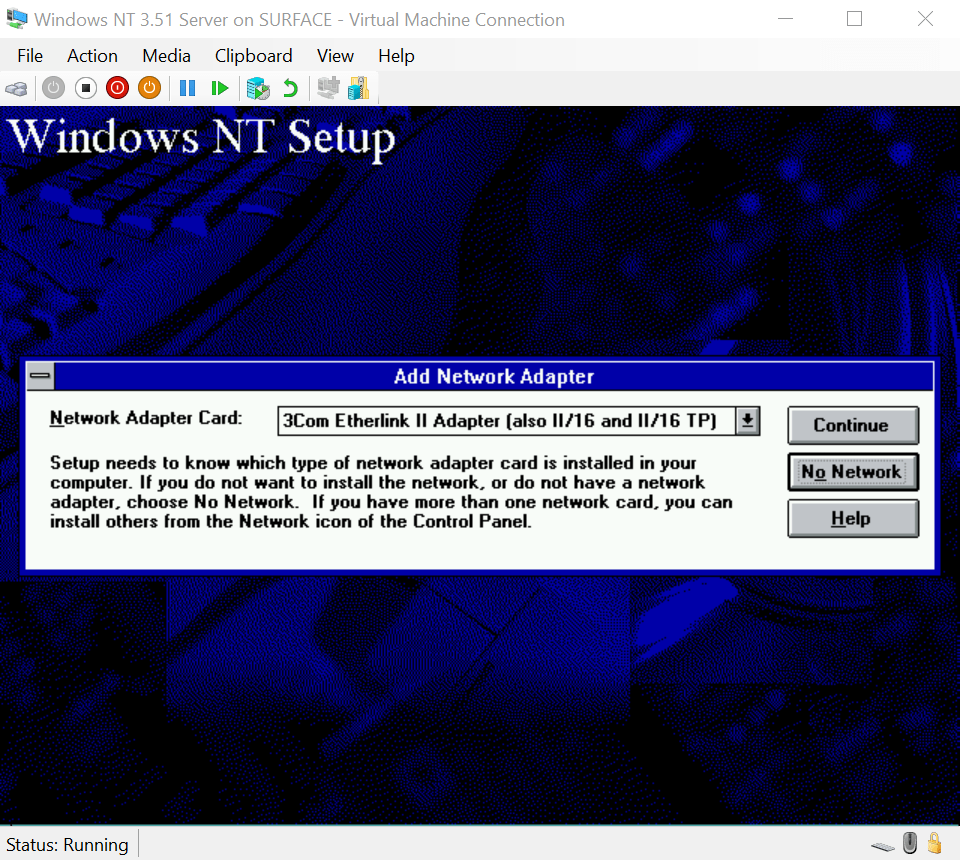 Windows NT 3.51 Server on SURFACE - Virtual Machine Connection
File Action Media Clipboard View Help
Windows NT Setup
Add Network Adapter
Network Adapter Card: 3Com Etherlink II Adapter (also II/16 and II/16 TP) Continue
Setup needs to know which type of network adapter card is installed in your
computer. If you do not want to install the network, or do not have a network
adapter, choose No Network.  If you have more than one network card, you can
install others from the Network icon of the Control Panel.
No Network
Help
Status: Running